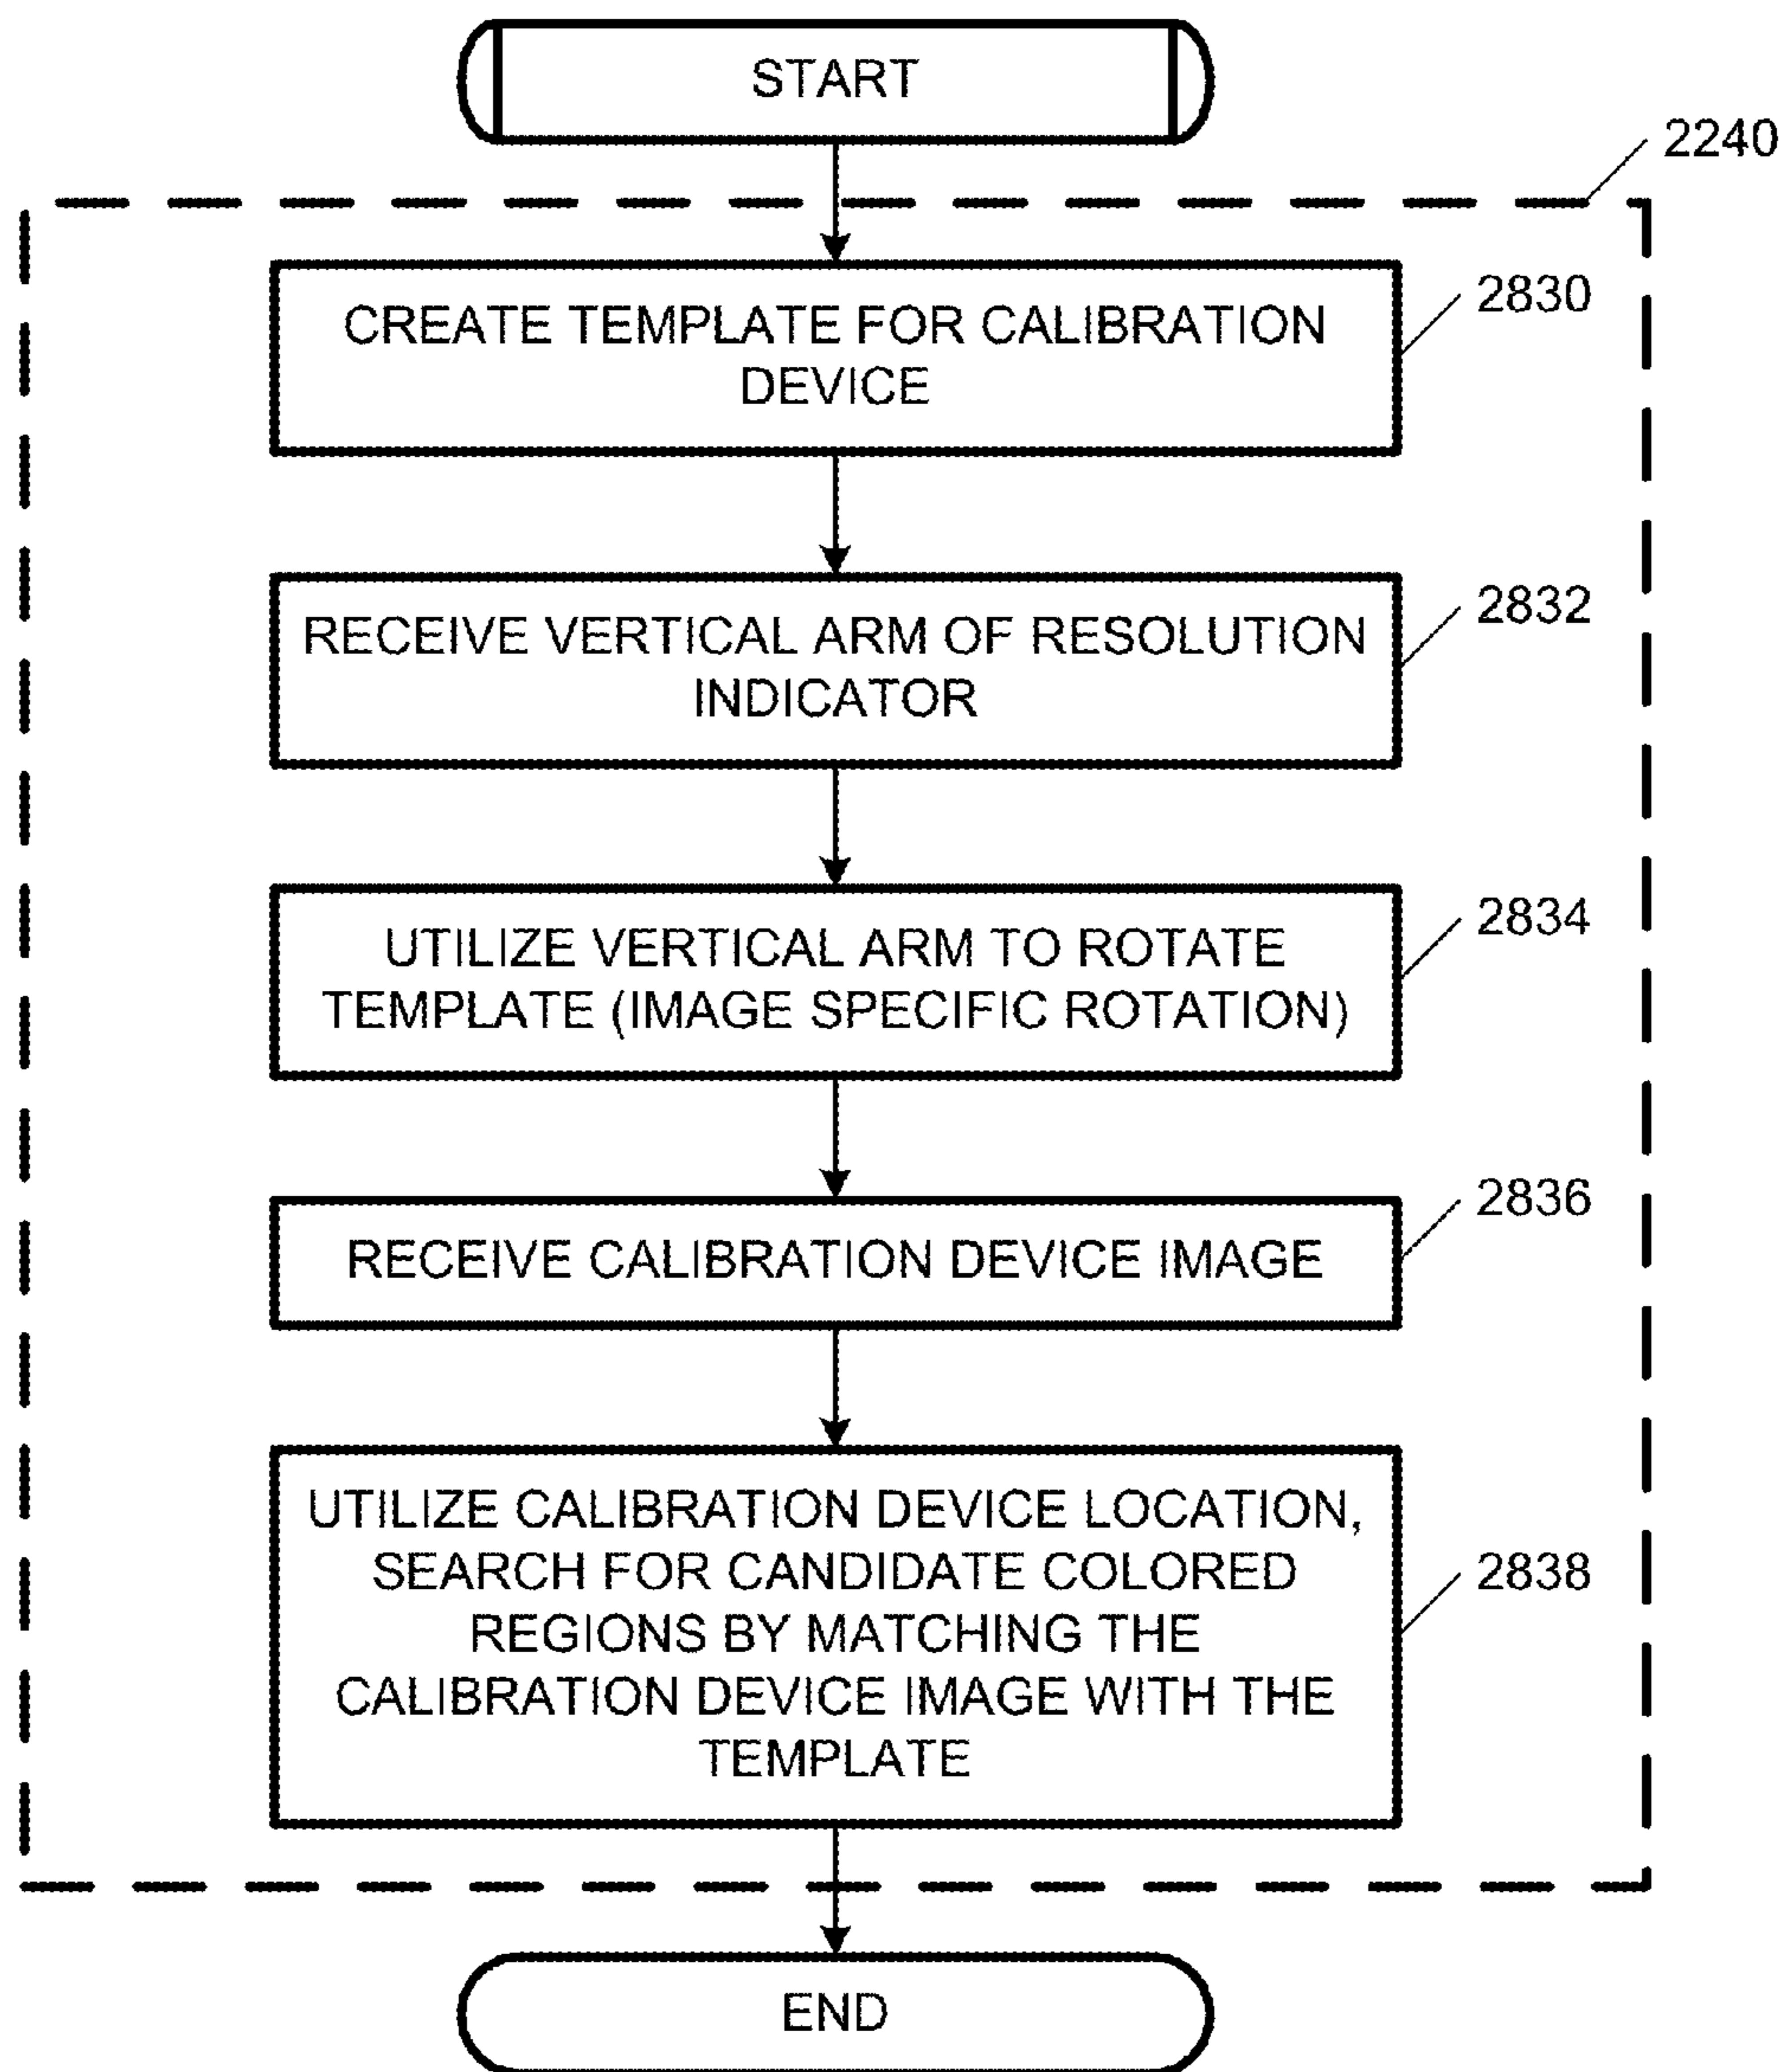 START
2240
CREATE TEMPLATE FOR CALIBRATION
DEVICE
2830
RECEIVE VERTICAL ARM OF RESOLUTION
INDICATOR
2832
UTILIZE VERTICAL ARM TO ROTATE
TEMPLATE (IMAGE SPECIFIC ROTATION)
2834
RECEIVE CALIBRATION DEVICE IMAGE
2836
UTILIZE CALIBRATION DEVICE LOCATION,
SEARCH FOR CANDIDATE COLORED
REGIONS BY MATCHING THE
CALIBRATION DEVICE IMAGE WITH THE
TEMPLATE
2838
END